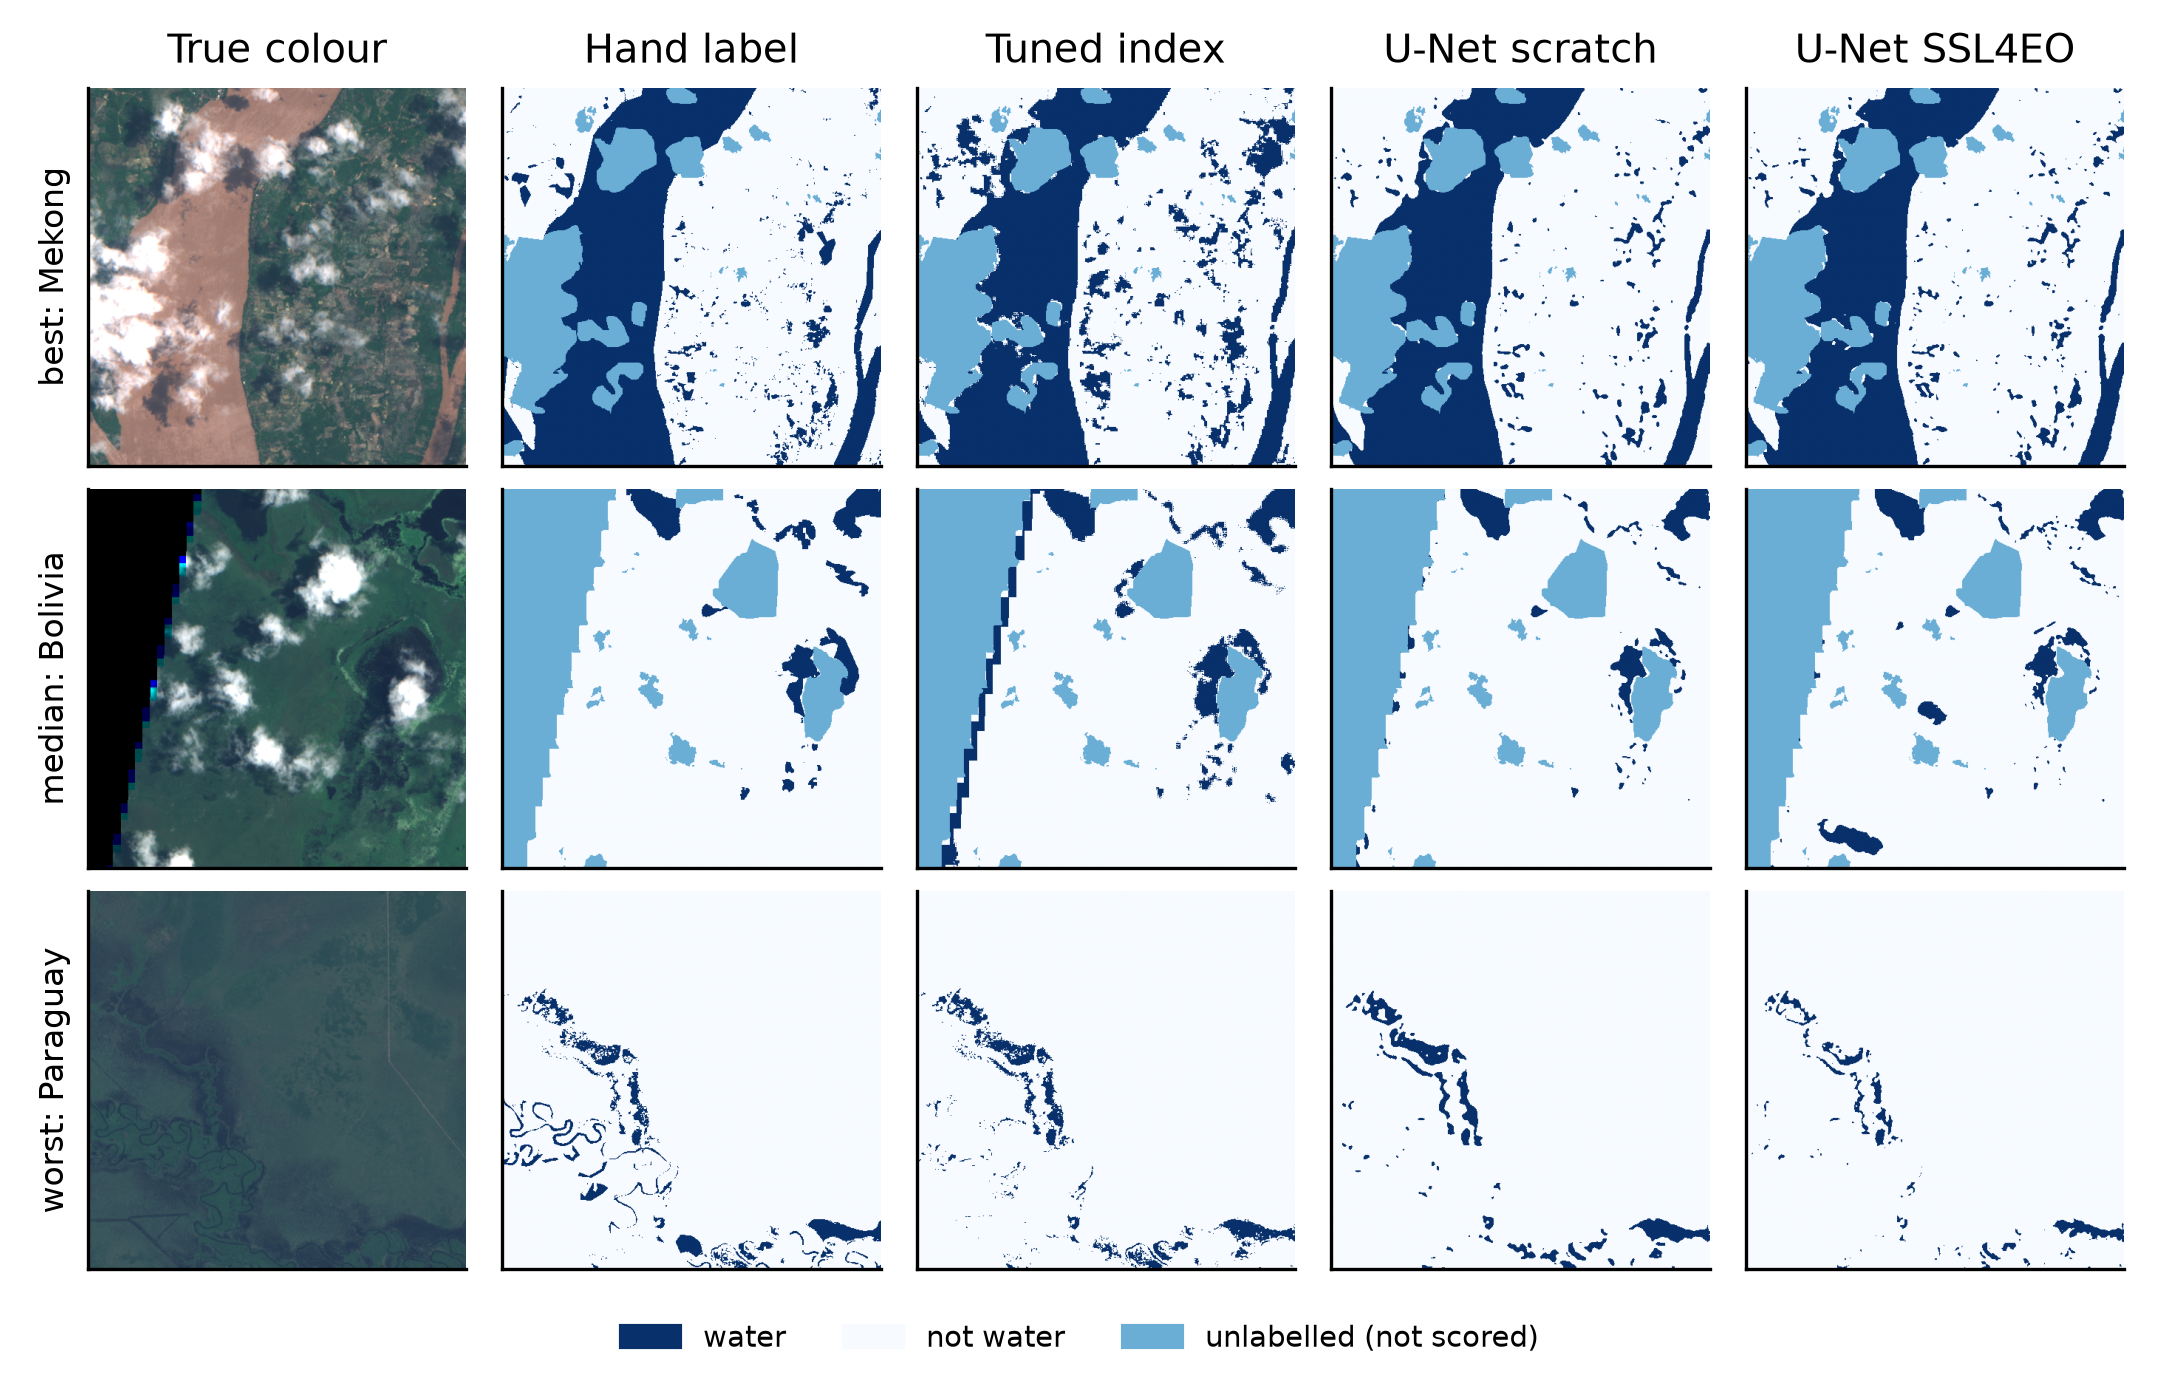 True colour
Hand label
Tuned index
U-Net scratch
U-Net SSL4EO
best: Mekong
median: Bolivia
worst: Paraguay
water
not water
unlabelled (not scored)